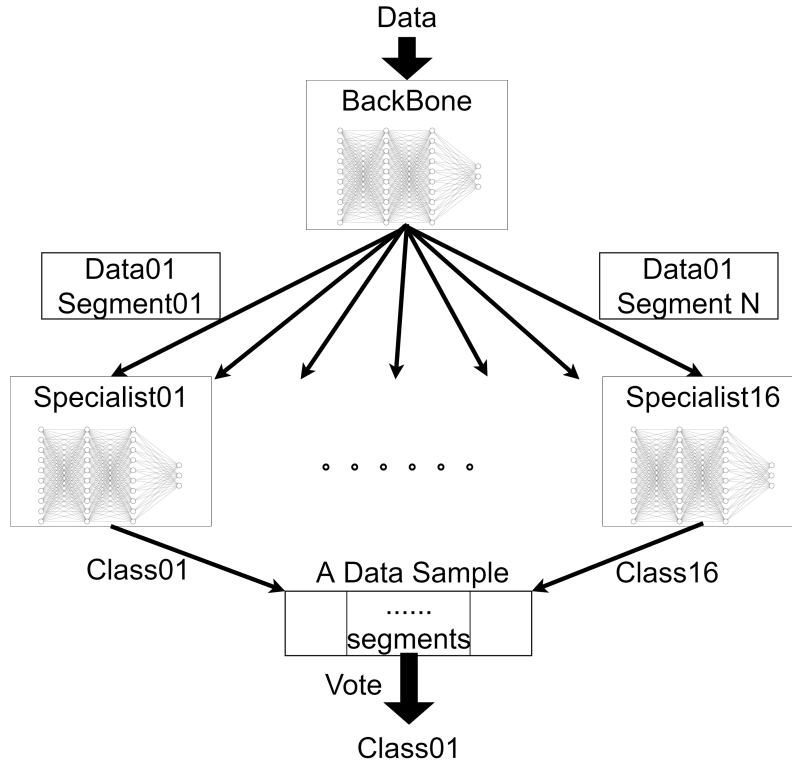 Data
BackBone
Data01
Segment01
Data01
Segment N
Specialist01
Specialist16
Class01
A Data Sample
Class16
......
segments
Vote
Class01